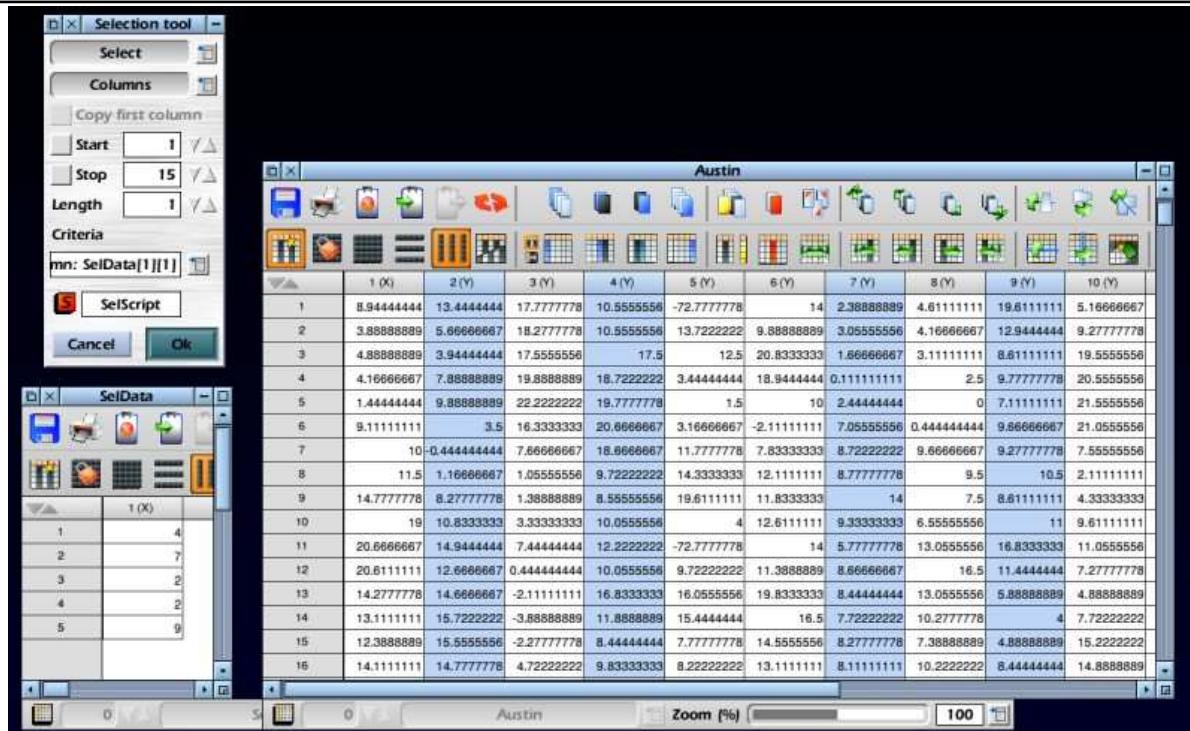 Selection tool
Select
Columns
Copy first column
Start 1
Stop 15
Length 1
Criteria
mn: SelData[1][1]
S SelScript
Cancel Ok
SelData
1 (X)
1 4
2 7
3 2
4 2
5 9
0
Austin
1 (X) 2 (Y) 3 (Y) 4 (Y) 5 (Y) 6 (Y) 7 (Y) 8 (Y) 9 (Y) 10 (Y)
1 8.94444444 13.4444444 17.7777778 10.5555556 -72.7777778 14 2.38888889 4.61111111 19.6111111 5.16666667
2 3.88888889 5.66666667 18.2777778 10.5555556 13.7222222 9.88888889 3.05555556 4.16666667 12.9444444 9.27777778
3 4.88888889 3.94444444 17.5555556 17.5 12.5 20.8333333 1.66666667 3.11111111 8.61111111 19.5555556
4 4.16666667 7.88888889 19.8888889 18.7222222 3.44444444 18.9444444 0.111111111 2.5 9.77777778 20.5555556
5 1.44444444 9.88888889 22.2222222 19.7777778 1.5 10 2.44444444 0 7.11111111 21.5555556
6 9.11111111 3.5 16.3333333 20.6666667 3.16666667 -2.11111111 7.05555556 0.444444444 9.66666667 21.0555556
7 10 -0.444444444 7.66666667 18.6666667 11.7777778 7.83333333 8.72222222 9.66666667 9.27777778 7.55555556
8 11.5 1.16666667 1.05555556 9.72222222 14.3333333 12.1111111 8.77777778 9.5 10.5 2.11111111
9 14.7777778 8.27777778 1.38888889 8.55555556 19.6111111 11.8333333 14 7.5 8.61111111 4.33333333
10 19 10.8333333 3.33333333 10.0555556 4 12.6111111 9.33333333 6.55555556 11 9.61111111
11 20.6666667 14.9444444 7.44444444 12.2222222 -72.7777778 14 5.77777778 13.0555556 16.8333333 11.0555556
12 20.6111111 12.6666667 0.444444444 10.0555556 9.72222222 11.3888889 8.66666667 16.5 11.4444444 7.27777778
13 14.2777778 14.6666667 -2.11111111 16.8333333 16.0555556 19.8333333 8.44444444 13.0555556 5.88888889 4.88888889
14 13.1111111 15.7222222 -3.88888889 11.8888889 15.4444444 16.5 7.72222222 10.2777778 4 7.72222222
15 12.3888889 15.5555556 -2.27777778 8.44444444 7.77777778 14.5555556 8.27777778 7.38888889 4.88888889 15.2222222
16 14.1111111 14.7777778 4.72222222 9.83333333 8.22222222 13.1111111 8.11111111 10.2222222 8.44444444 14.8888889
0 Austin Zoom (%) 100